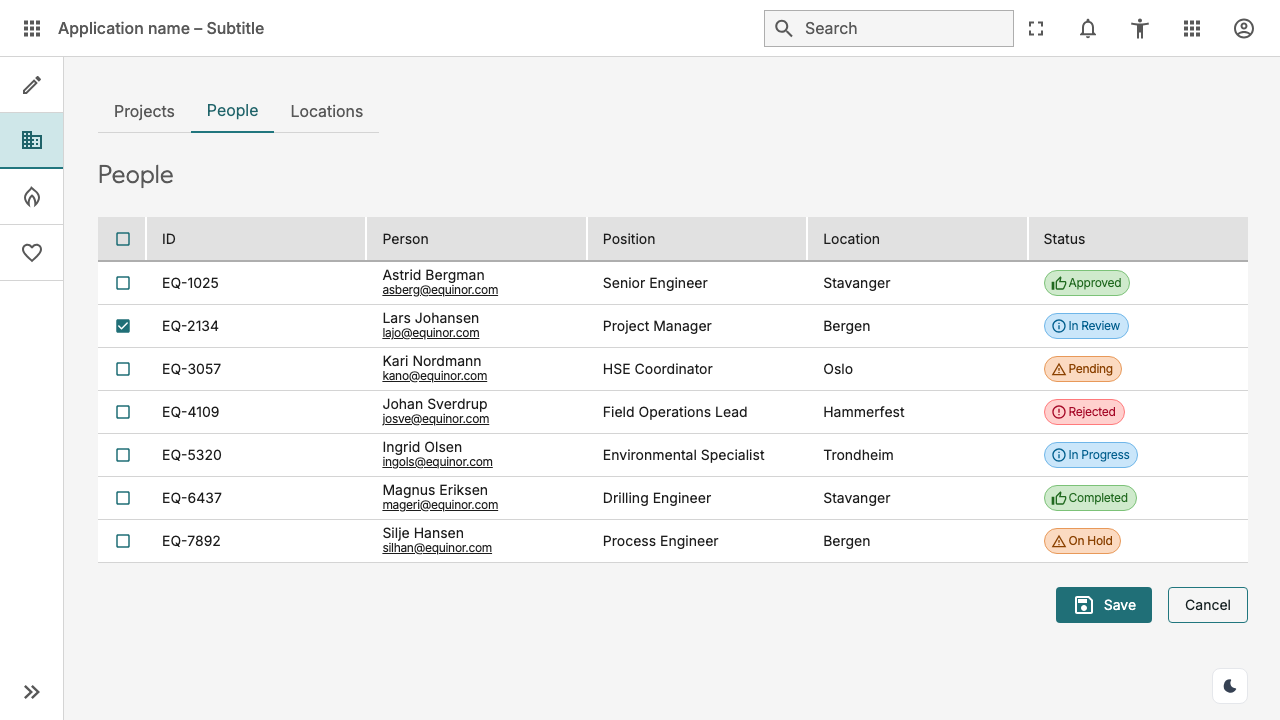 Application name – Subtitle
Search
Projects People Locations
People
ID Person Position Location Status
EQ-1025 Astrid Bergman asberg@equinor.com Senior Engineer Stavanger Approved
EQ-2134 Lars Johansen lajo@equinor.com Project Manager Bergen In Review
EQ-3057 Kari Nordmann kano@equinor.com HSE Coordinator Oslo Pending
EQ-4109 Johan Sverdrup josve@equinor.com Field Operations Lead Hammerfest Rejected
EQ-5320 Ingrid Olsen ingols@equinor.com Environmental Specialist Trondheim In Progress
EQ-6437 Magnus Eriksen mageri@equinor.com Drilling Engineer Stavanger Completed
EQ-7892 Silje Hansen silhan@equinor.com Process Engineer Bergen On Hold
Save Cancel